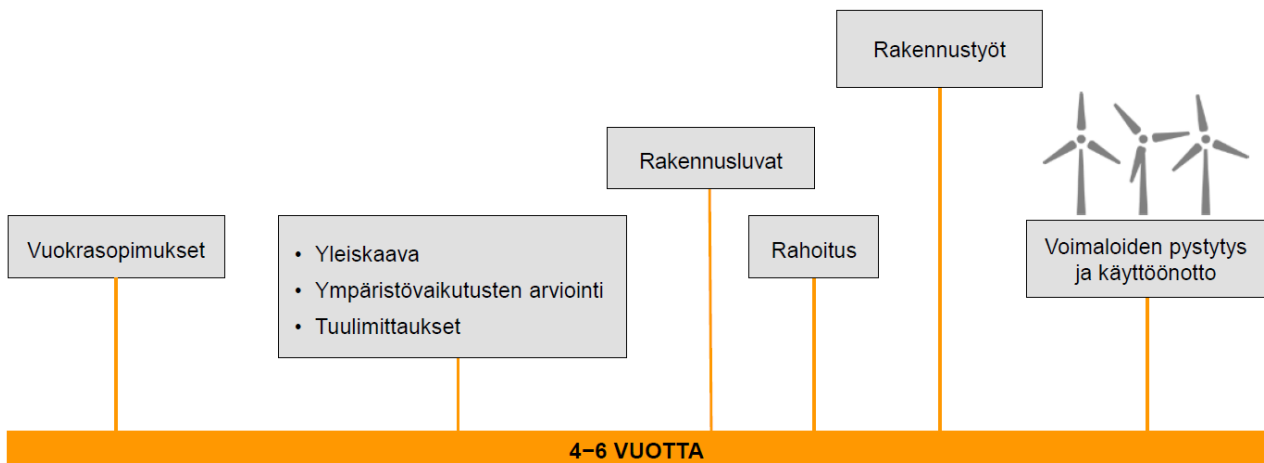 Vuokrasopimukset
• Yleiskaava
• Ympäristövaikutusten arviointi
• Tuulimittaukset
Rakennusluvat
Rahoitus
Rakennustyöt
Voimaloiden pystytys
ja käyttöönotto
4–6 VUOTTA